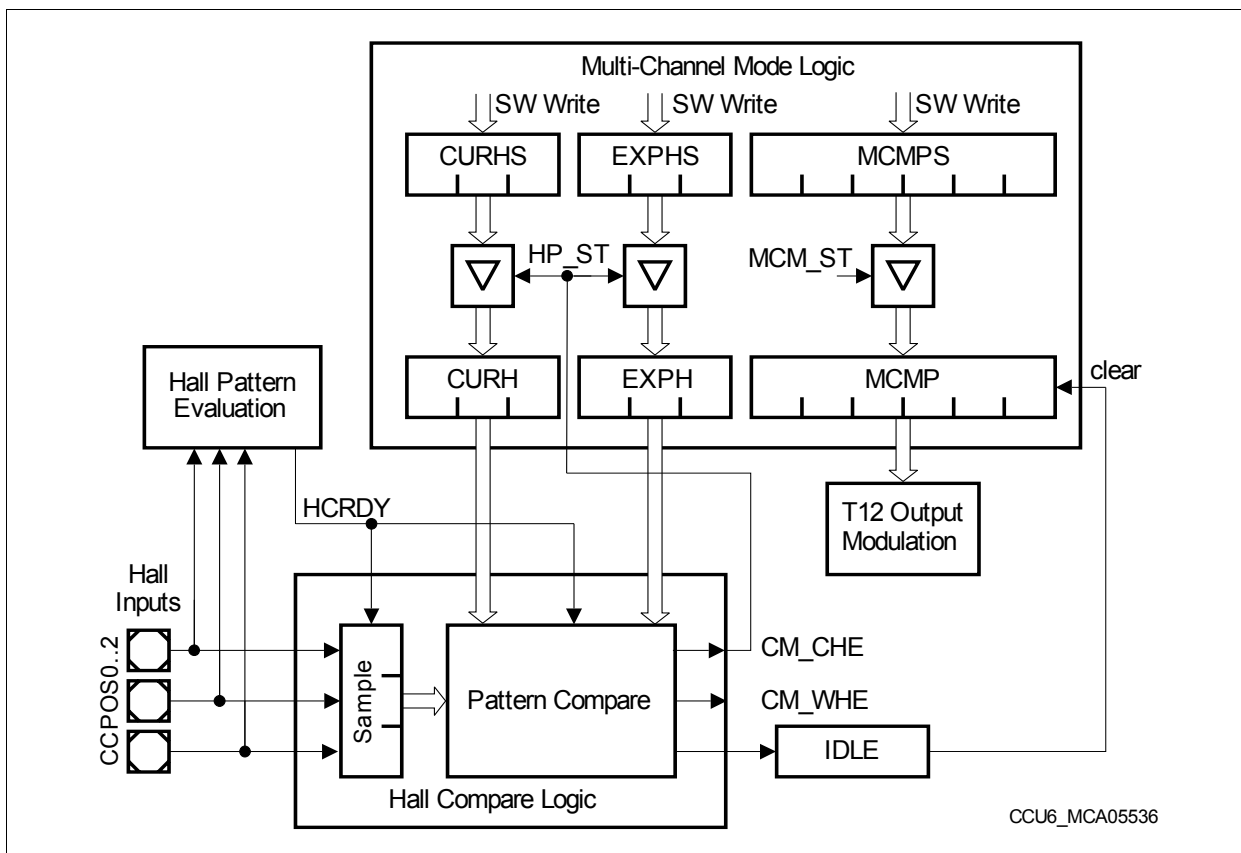 Multi-Channel Mode Logic
SW Write
SW Write
SW Write
CURHS
EXPHS
MCMPS
HP_ST
MCM_ST
CURH
EXPH
MCMP
clear
Hall Pattern
Evaluation
HCRDY
T12 Output
Modulation
Hall
Inputs
CCPOS0..2
Sample
Pattern Compare
CM_CHE
CM_WHE
IDLE
Hall Compare Logic
CCU6_MCA05536